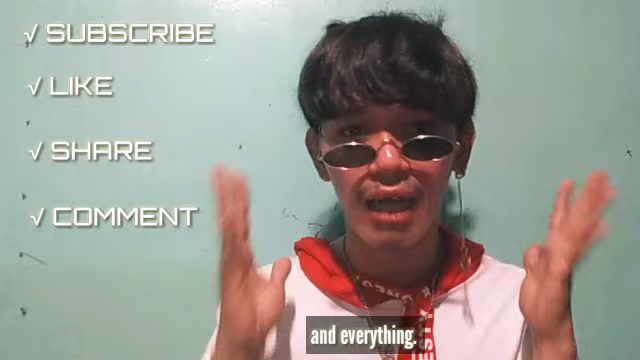 √ SUBSCRIBE
√ LIKE
√ SHARE
√ COMMENT
and everything.